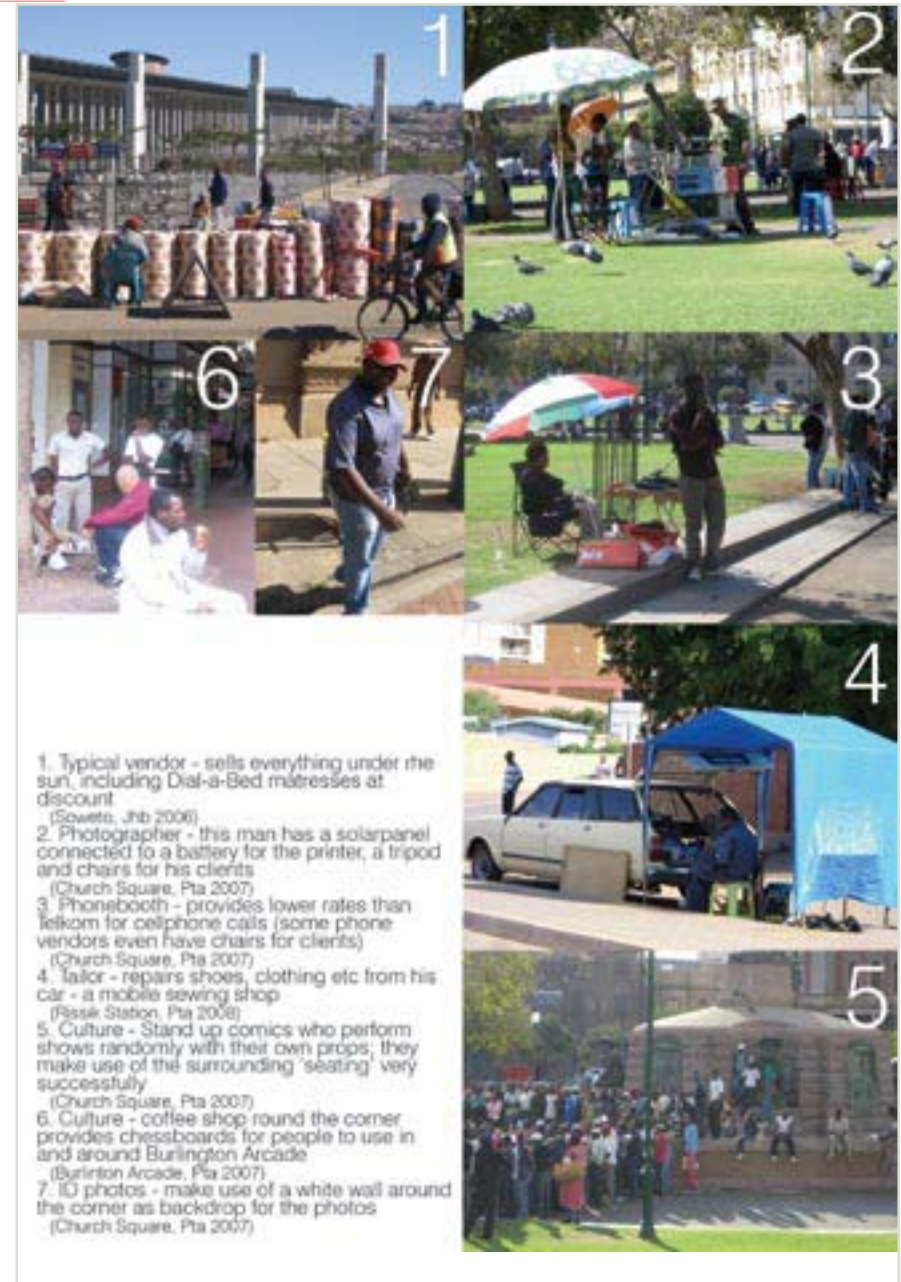 1
2
6
7
3
4
5
1. Typical vendor - sells everything under rhe
sun, including Dial-a-Bed matresses at
discount
(Soweto, Jhb 2006)
2. Photographer - this man has a solarpanel
connected to a battery for the printer, a tripod
and chairs for his clients
(Church Square, Pta 2007)
3. Phonebooth - provides lower rates than
Telkom for cellphone calls (some phone
vendors even have chairs for clients)
(Church Square, Pta 2007)
4. Tailor - repairs shoes, clothing etc from his
car - a mobile sewing shop
(Rissik Station, Pta 2008)
5. Culture - Stand up comics who perform
shows randomly with their own props; they
make use of the surrounding 'seating' very
successfully
(Church Square, Pta 2007)
6. Culture - coffee shop round the corner
provides chessboards for people to use in
and around Burlington Arcade
(Burlinton Arcade, Pta 2007)
7. ID photos - make use of a white wall around
the corner as backdrop for the photos
(Church Square, Pta 2007)